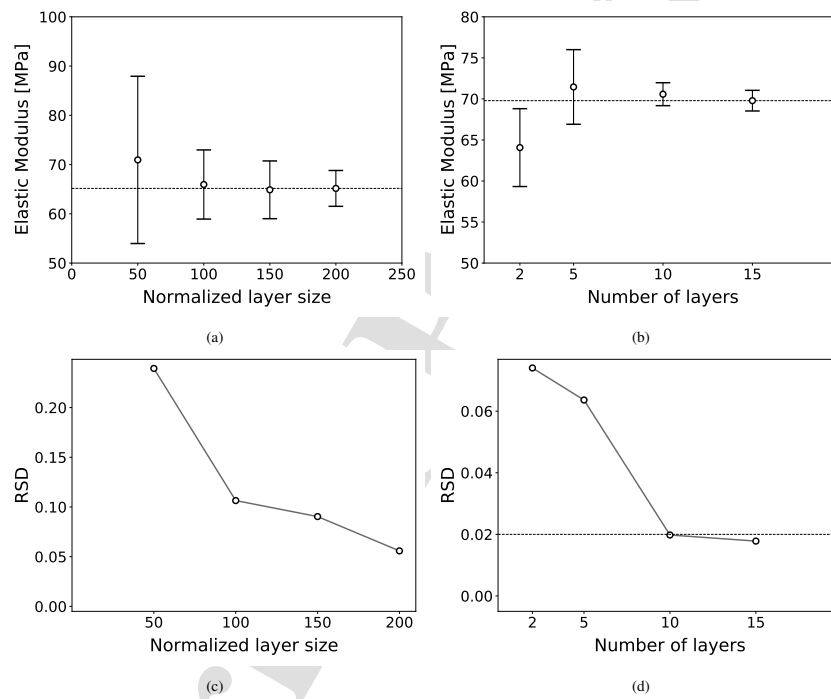 100
90
80
70
60
50
Elastic Modulus [MPa]
0 50 100 150 200 250
Normalized layer size
(a)
80
75
70
65
60
55
50
Elastic Modulus [MPa]
2 5 10 15
Number of layers
(b)
0.20
0.15
0.10
0.05
0.00
RSD
50 100 150 200
Normalized layer size
(c)
0.06
0.04
0.02
0.00
RSD
2 5 10 15
Number of layers
(d)